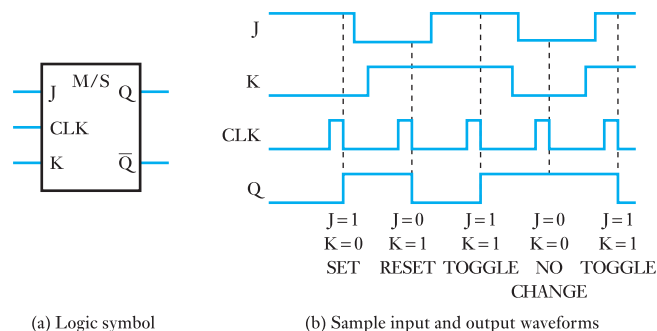 M/S
J Q
CLK
K Q̅
(a) Logic symbol
J
K
CLK
Q
J=1 J=0 J=1 J=0 J=1
K=0 K=1 K=1 K=0 K=1
SET RESET TOGGLE NO TOGGLE
CHANGE
(b) Sample input and output waveforms